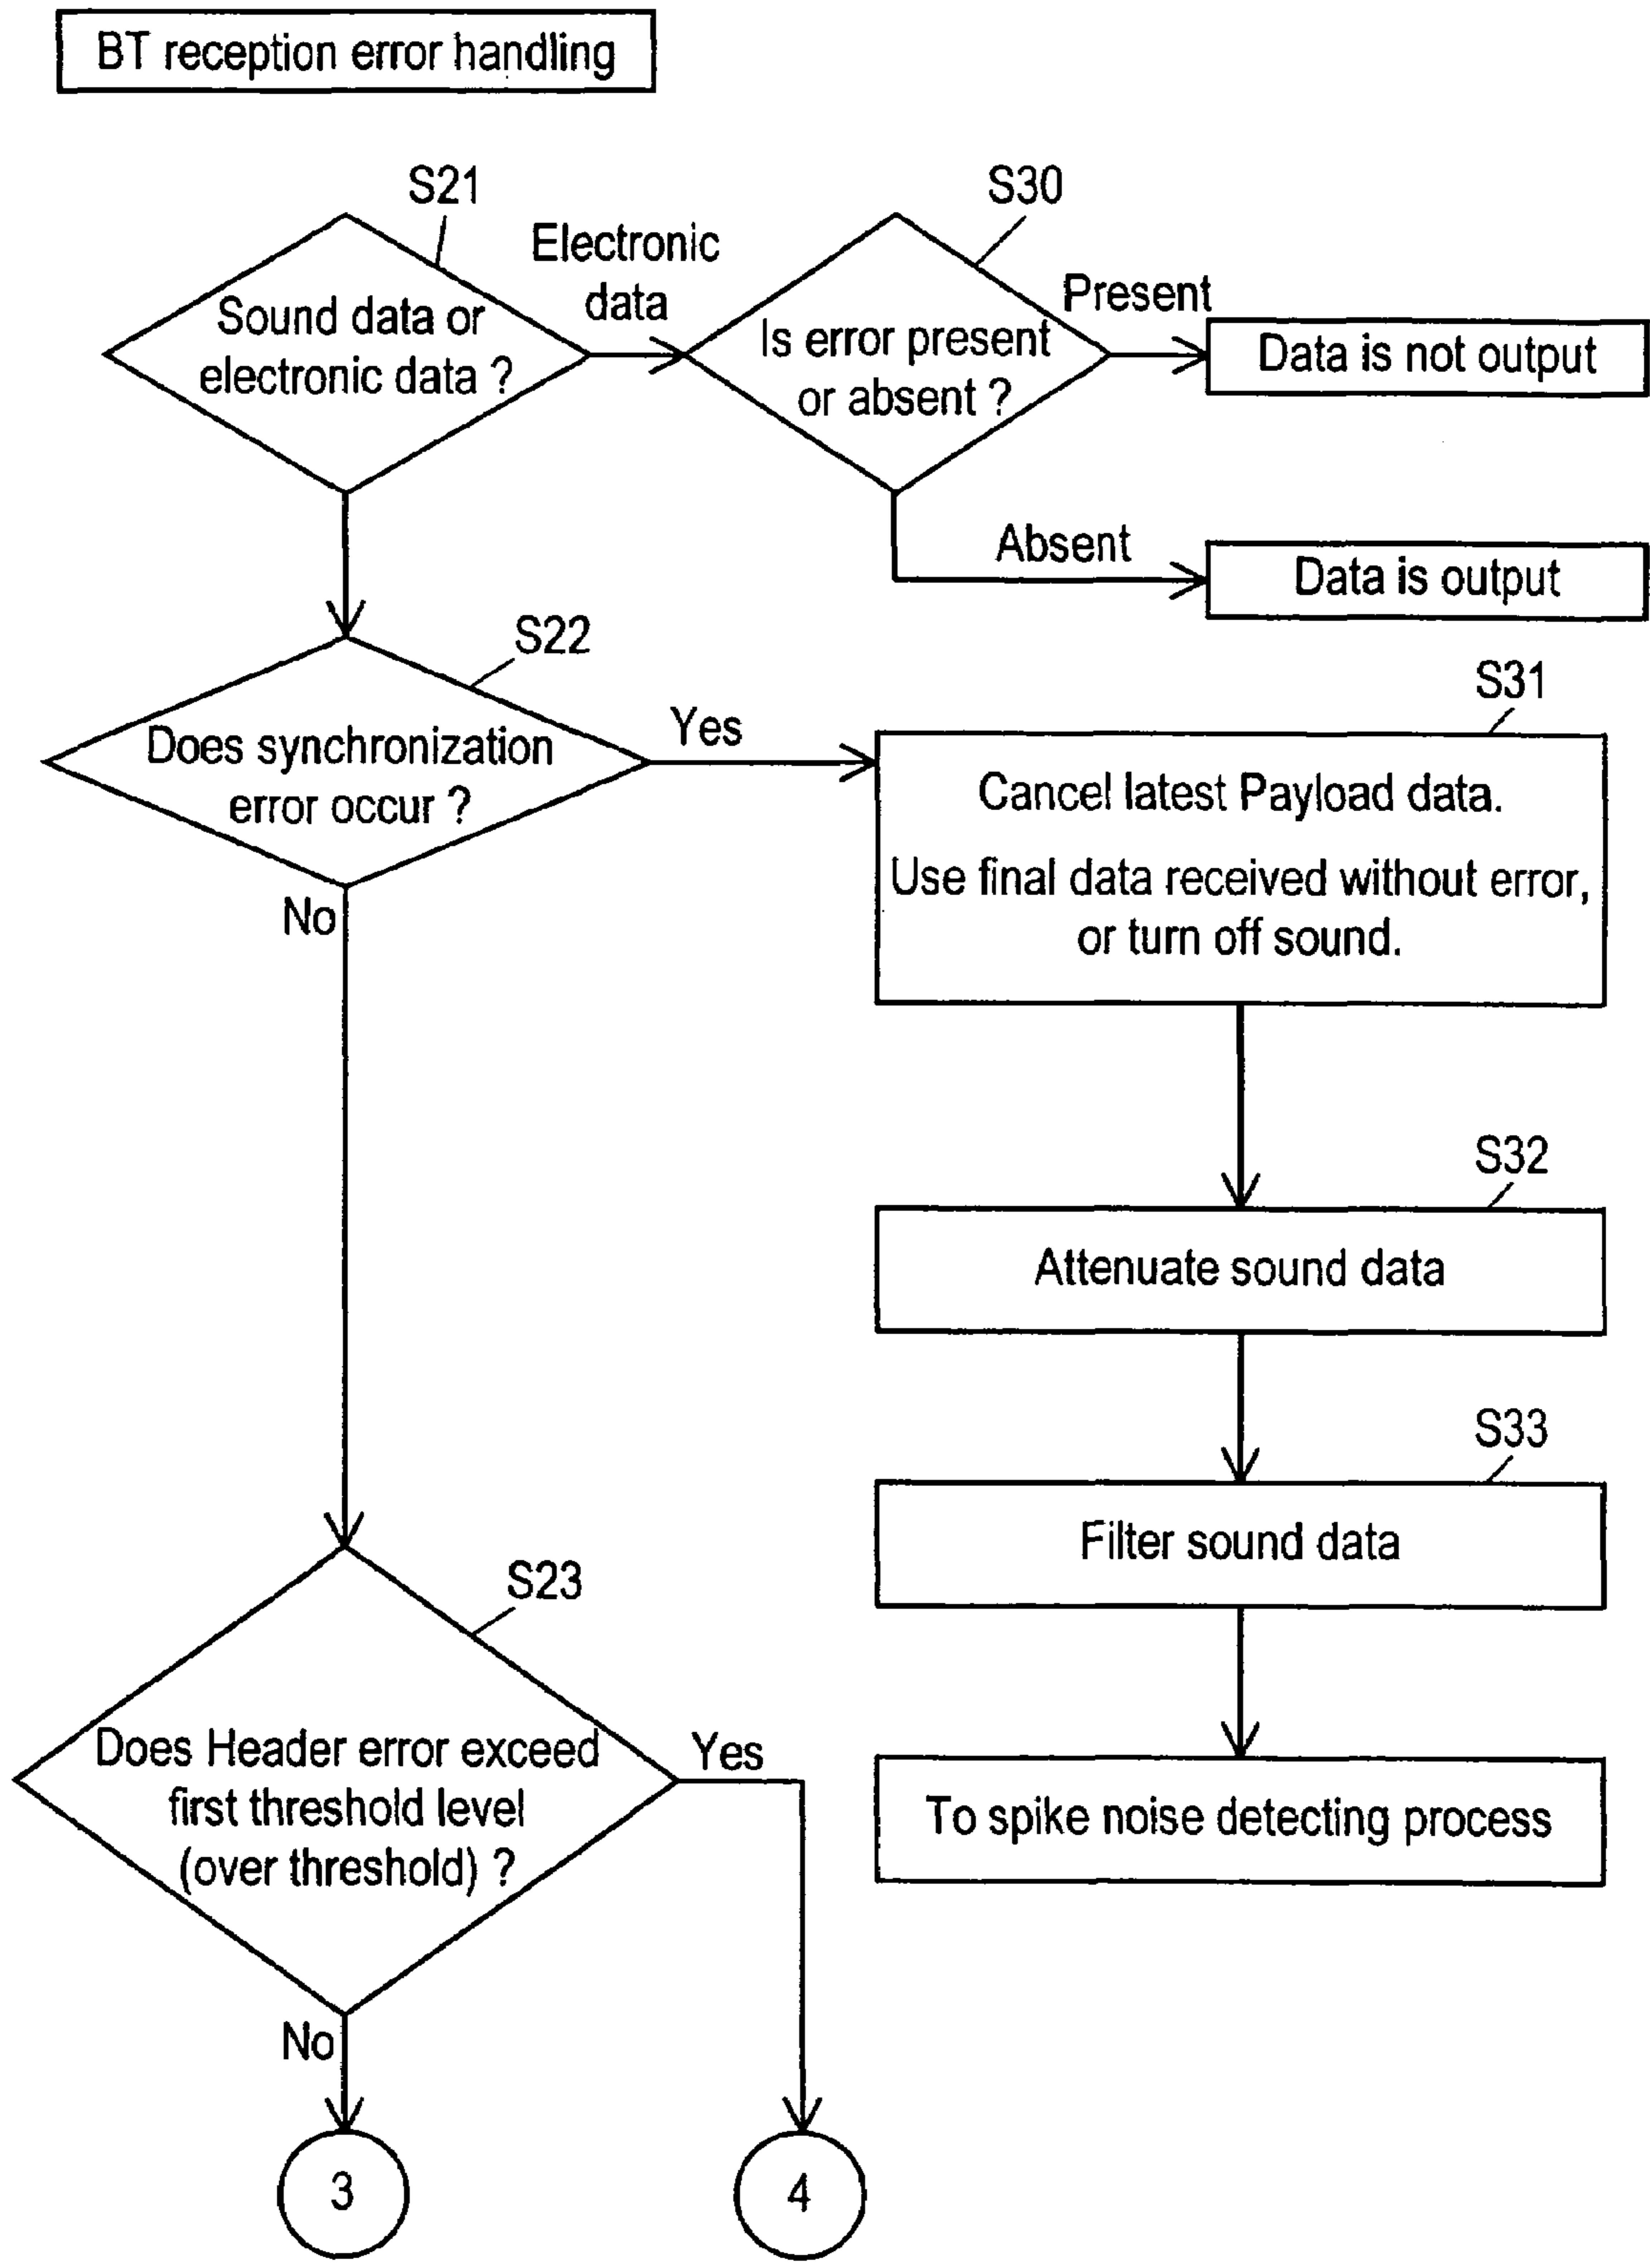 BT reception error handling
S21
S30
Electronic
data
Present
Sound data or
electronic data ?
Is error present
or absent ?
Data is not output
Absent
Data is output
S22
S31
Does synchronization
error occur ?
Yes
Cancel latest Payload data.
Use final data received without error,
or turn off sound.
No
S32
Attenuate sound data
S33
Filter sound data
S23
Does Header error exceed
first threshold level
(over threshold) ?
Yes
To spike noise detecting process
No
3
4